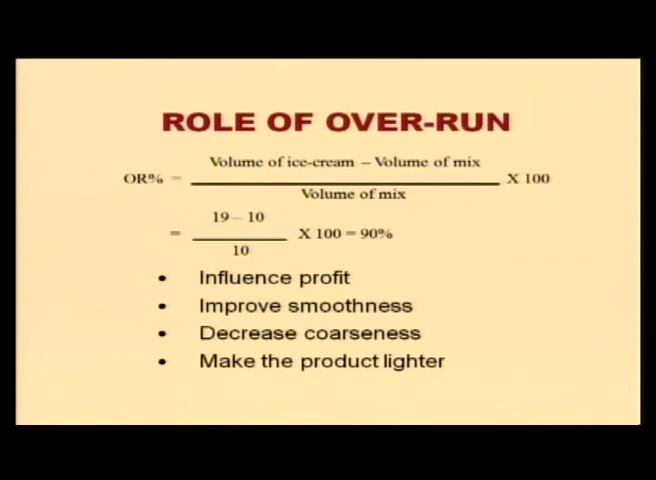 ROLE OF OVER-RUN
Volume of ice-cream – Volume of mix
OR% = X 100
Volume of mix
19 – 10
= X 100 = 90%
10
• Influence profit
• Improve smoothness
• Decrease coarseness
• Make the product lighter